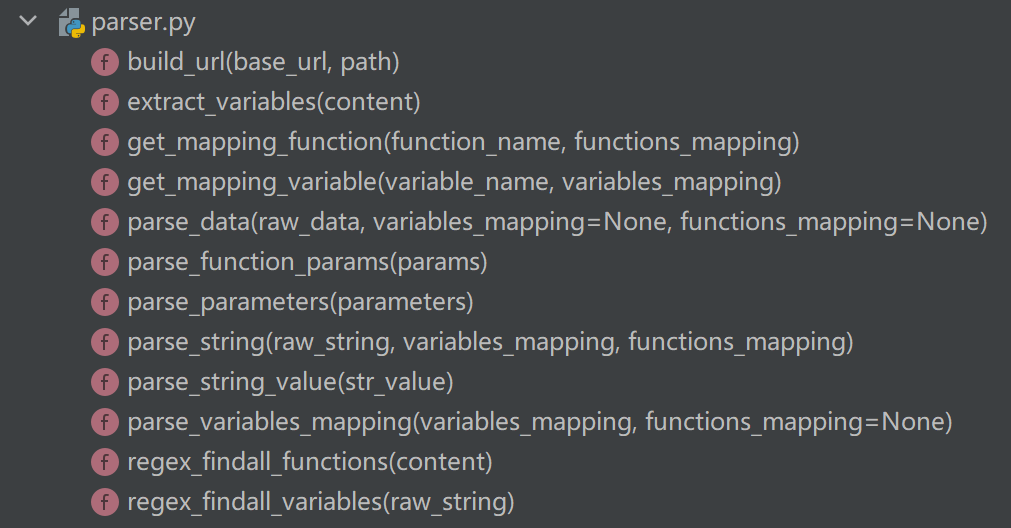 parser.py
f build_url(base_url, path)
f extract_variables(content)
f get_mapping_function(function_name, functions_mapping)
f get_mapping_variable(variable_name, variables_mapping)
f parse_data(raw_data, variables_mapping=None, functions_mapping=None)
f parse_function_params(params)
f parse_parameters(parameters)
f parse_string(raw_string, variables_mapping, functions_mapping)
f parse_string_value(str_value)
f parse_variables_mapping(variables_mapping, functions_mapping=None)
f regex_findall_functions(content)
f regex_findall_variables(raw_string)